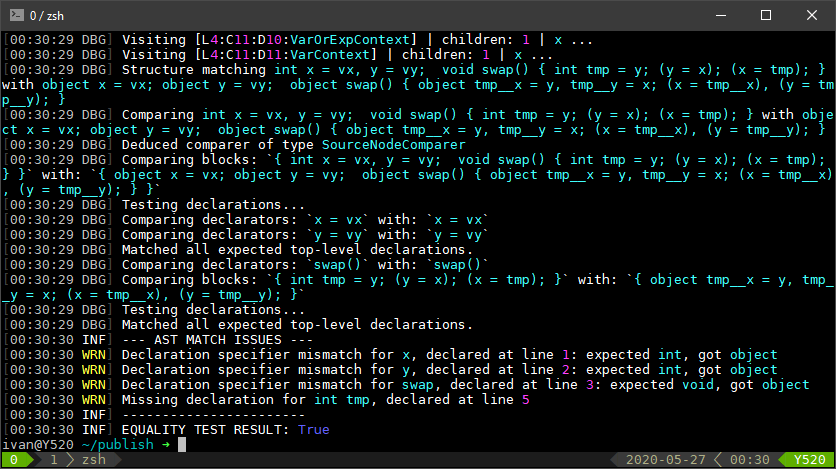 0 / zsh
[00:30:29 DBG] Visiting [L4:C11:D10:VarOrExpContext] | children: 1 | x ...
[00:30:29 DBG] Visiting [L4:C11:D11:VarContext] | children: 1 | x ...
[00:30:29 DBG] Structure matching int x = vx, y = vy;  void swap() { int tmp = y; (y = x); (x = tmp); }
with object x = vx; object y = vy;  object swap() { object tmp__x = y, tmp__y = x; (x = tmp__x), (y = tm
p__y); }
[00:30:29 DBG] Comparing int x = vx, y = vy;  void swap() { int tmp = y; (y = x); (x = tmp); } with obje
ct x = vx; object y = vy;  object swap() { object tmp__x = y, tmp__y = x; (x = tmp__x), (y = tmp__y); }
[00:30:29 DBG] Deduced comparer of type SourceNodeComparer
[00:30:29 DBG] Comparing blocks: `{ int x = vx, y = vy;  void swap() { int tmp = y; (y = x); (x = tmp);
} }` with: `{ object x = vx; object y = vy;  object swap() { object tmp__x = y, tmp__y = x; (x = tmp__x)
, (y = tmp__y); } }`
[00:30:29 DBG] Testing declarations...
[00:30:29 DBG] Comparing declarators: `x = vx` with: `x = vx`
[00:30:29 DBG] Comparing declarators: `y = vy` with: `y = vy`
[00:30:29 DBG] Matched all expected top-level declarations.
[00:30:29 DBG] Comparing declarators: `swap()` with: `swap()`
[00:30:29 DBG] Comparing blocks: `{ int tmp = y; (y = x); (x = tmp); }` with: `{ object tmp__x = y, tmp_
_y = x; (x = tmp__x), (y = tmp__y); }`
[00:30:29 DBG] Testing declarations...
[00:30:29 DBG] Matched all expected top-level declarations.
[00:30:30 INF] --- AST MATCH ISSUES ---
[00:30:30 WRN] Declaration specifier mismatch for x, declared at line 1: expected int, got object
[00:30:30 WRN] Declaration specifier mismatch for y, declared at line 2: expected int, got object
[00:30:30 WRN] Declaration specifier mismatch for swap, declared at line 3: expected void, got object
[00:30:30 WRN] Missing declaration for int tmp, declared at line 5
[00:30:30 INF] ------------------------
[00:30:30 INF] EQUALITY TEST RESULT: True
ivan@Y520 ~/publish ➜
0 1 zsh 2020-05-27 00:30 Y520